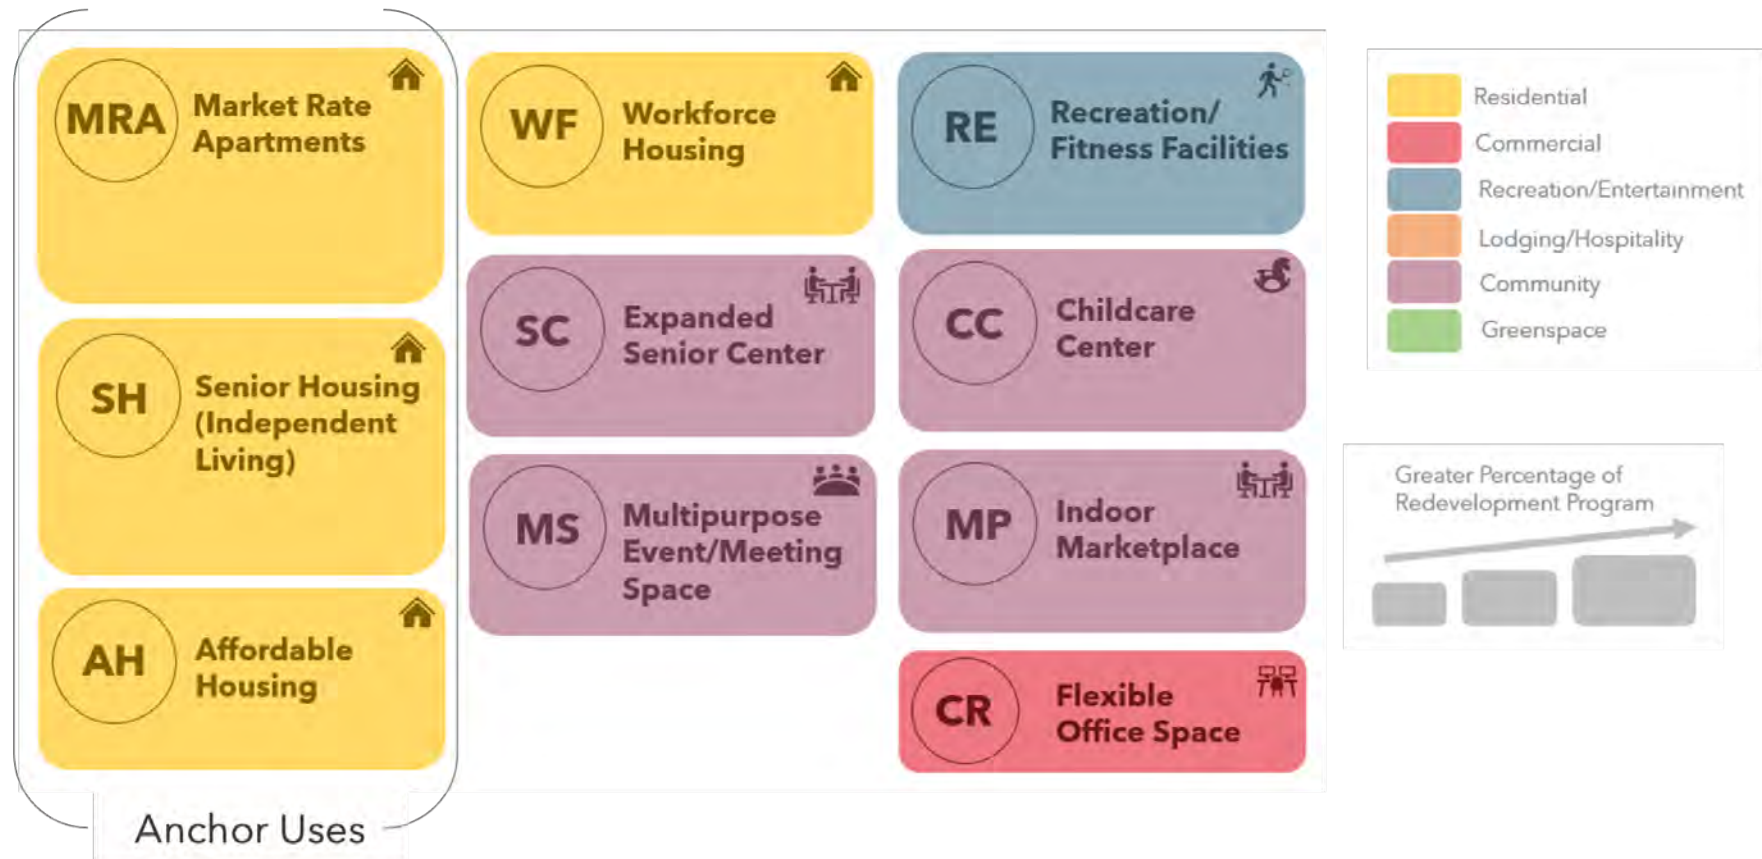 MRA
Market Rate
Apartments
SH
Senior Housing
(Independent
Living)
AH
Affordable
Housing
Anchor Uses
WF
Workforce
Housing
SC
Expanded
Senior Center
MS
Multipurpose
Event/Meeting
Space
RE
Recreation/
Fitness Facilities
CC
Childcare
Center
MP
Indoor
Marketplace
CR
Flexible
Office Space
Residential
Commercial
Recreation/Entertainment
Lodging/Hospitality
Community
Greenspace
Greater Percentage of
Redevelopment Program